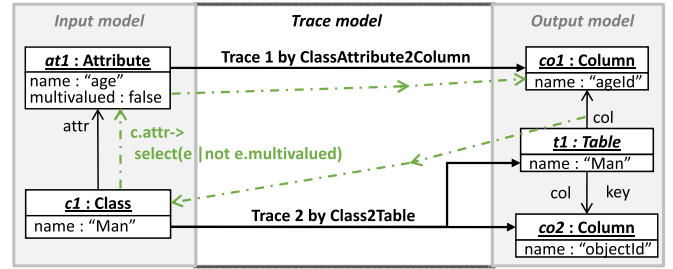 Input model
Trace model
Output model
at1 : Attribute
name : “age”
multivalued : false
Trace 1 by ClassAttribute2Column
co1 : Column
name : “ageId”
attr
c.attr->
select(e |not e.multivalued)
col
t1 : Table
name : “Man”
c1 : Class
name : “Man”
Trace 2 by Class2Table
col
key
co2 : Column
name : “objectId”